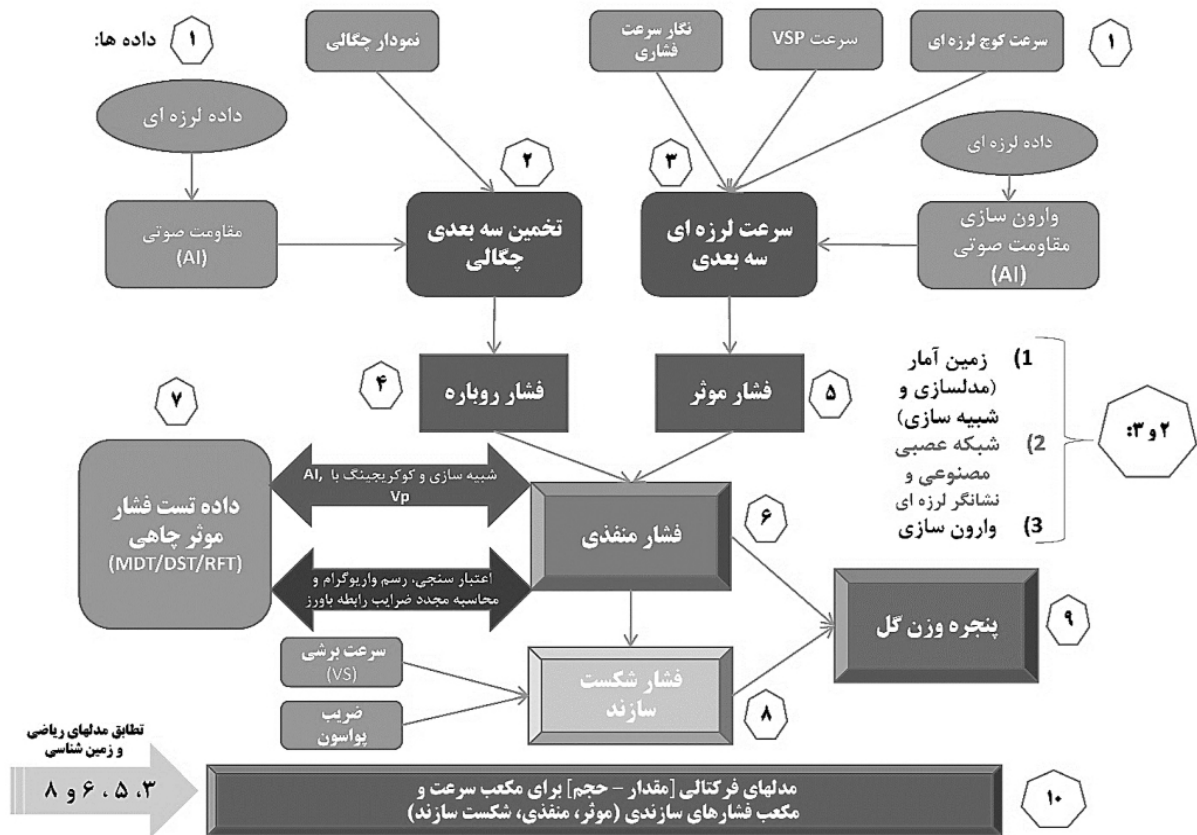 داده ها:
۱
نمودار چگالی
نگار سرعت
فشاری
سرعت VSP
سرعت کوچ لرزه ای
۱
داده لرزه ای
داده لرزه ای
۲
۳
مقاومت صوتی
(AI)
تخمین سه بعدی
چگالی
سرعت لرزه ای
سه بعدی
وارون سازی
مقاومت صوتی
(AI)
۴
فشار روباره
فشار موثر
۵
۲ و ۳:
1) زمین آمار
(مدلسازی و
شبیه سازی)
2) شبکه عصبی
مصنوعی و
نشانگر لرزه ای
3) وارون سازی
۷
داده تست فشار
موثر چاهی
(MDT/DST/RFT)
شبیه سازی و کوکریجینگ با AI,
Vp
اعتبار سنجی، رسم واریوگرام و
محاسبه مجدد ضرایب رابطه باورز
فشار منفذی
۶
پنجره وزن گل
۹
سرعت برشی
(VS)
ضریب
پواسون
فشار شکست
سازند
۸
تطابق مدلهای ریاضی
و زمین شناسی
۳، ۵، ۶ و ۸
مدلهای فرکتالی [مقدار – حجم] برای مکعب سرعت و
مکعب فشارهای سازندی (موثر، منفذی، شکست سازند)
۱۰